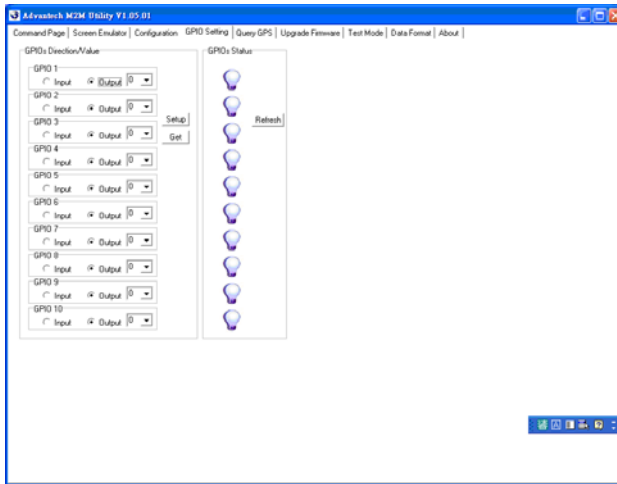 Advantech M2M Utility V1.05.01
Command Page | Screen Emulator | Configuration | GPIO Setting | Query GPS | Upgrade Firmware | Test Mode | Data Format | About
GPIOs Direction/Value
GPIOs Status
GPIO 1
Input Output 0
GPIO 2
Input Output 0
Setup
Refresh
GPIO 3
Input Output 0
Get
GPIO 4
Input Output 0
GPIO 5
Input Output 0
GPIO 6
Input Output 0
GPIO 7
Input Output 0
GPIO 8
Input Output 0
GPIO 9
Input Output 0
GPIO 10
Input Output 0
A